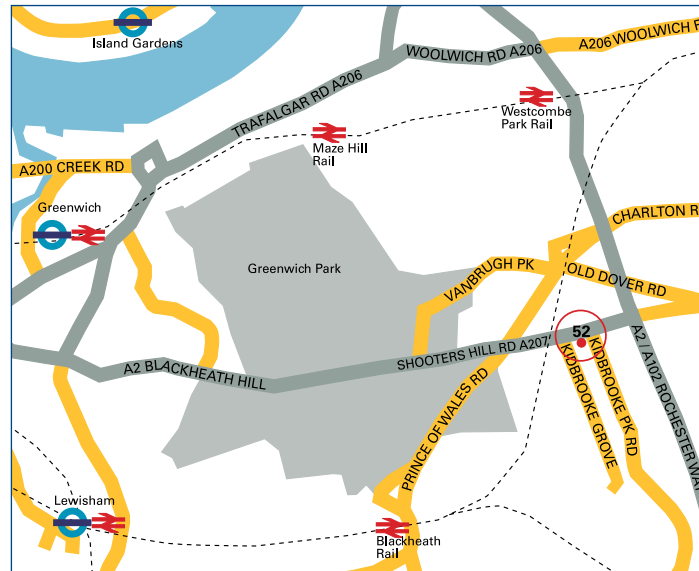 Island Gardens
WOOLWICH RD A206
A206 WOOLWICH R
TRAFALGAR RD A206
Westcombe
Park Rail
Maze Hill
Rail
A200 CREEK RD
Greenwich
CHARLTON R
Greenwich Park
VANBRUGH PK
OLD DOVER RD
52
SHOOTERS HILL RD A207
A2 BLACKHEATH HILL
PRINCE OF WALES RD
KIDBROOKE GROVE
KIDBROOKE PK RD
A2 / A102 ROCHESTER WA
Lewisham
Blackheath
Rail